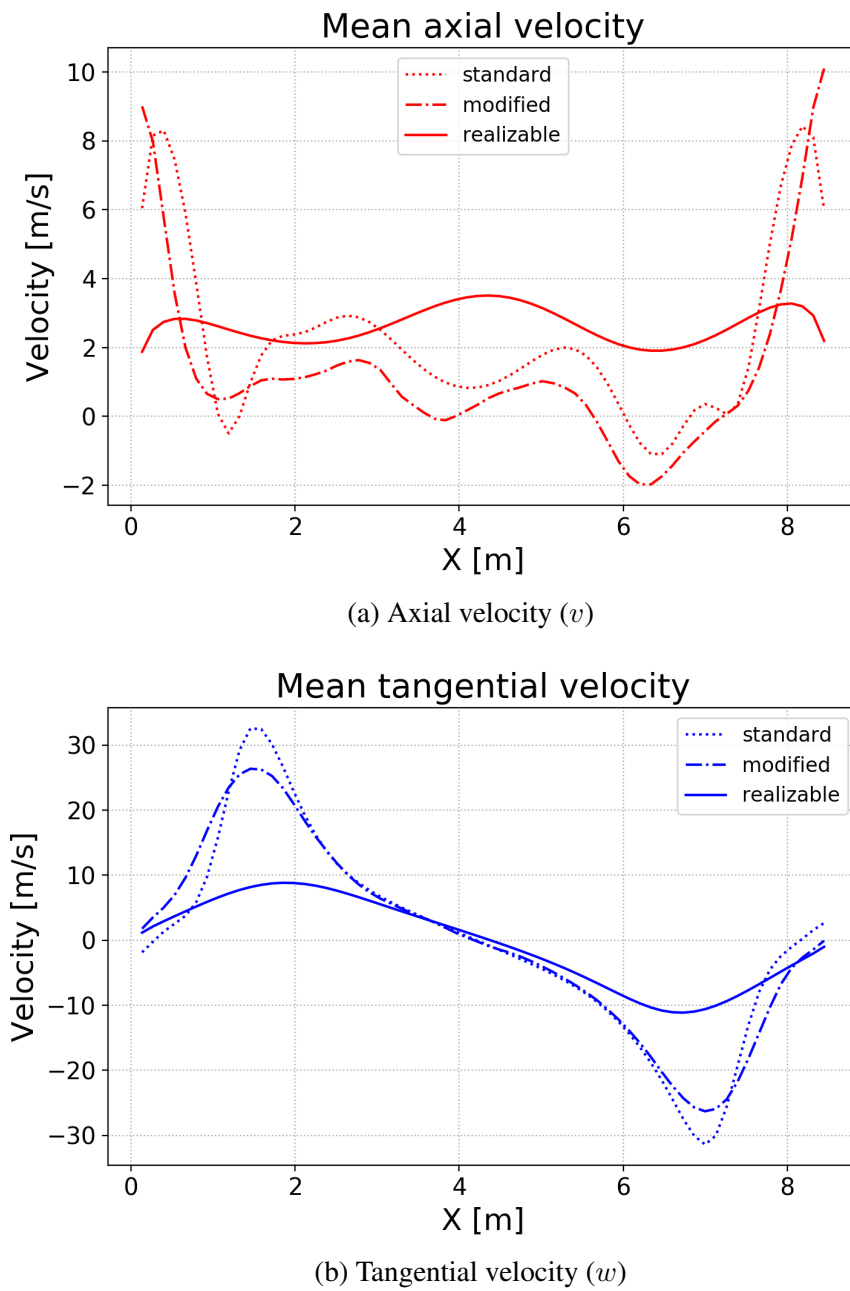 Mean axial velocity
standard
modified
realizable
Velocity [m/s]
10
8
6
4
2
0
−2
0 2 4 6 8
X [m]
(a) Axial velocity (v)
Mean tangential velocity
standard
modified
realizable
Velocity [m/s]
30
20
10
0
−10
−20
−30
0 2 4 6 8
X [m]
(b) Tangential velocity (w)